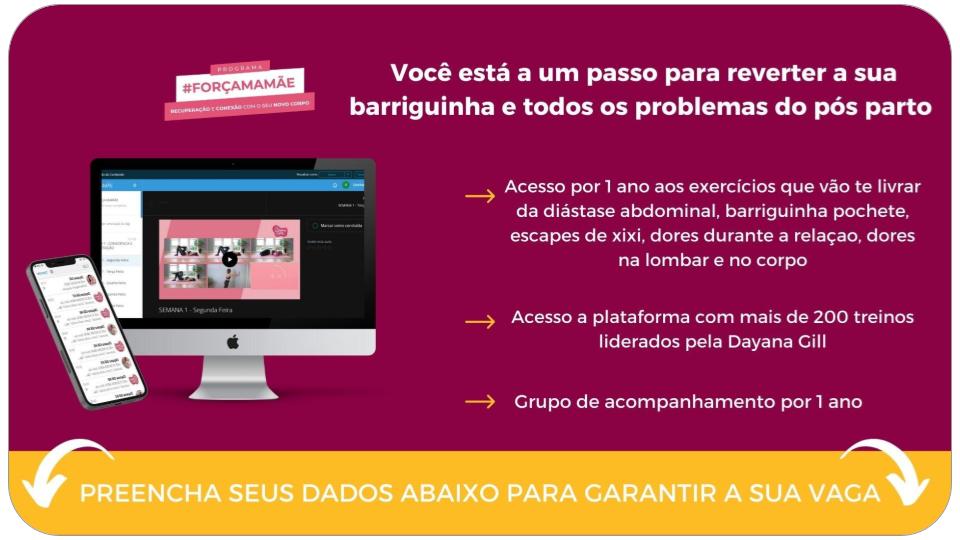 PROGRAMA
#FORÇAMAMÃE
RECUPERAÇÃO E CONEXÃO COM O SEU NOVO CORPO
Você está a um passo para reverter a sua
barriguinha e todos os problemas do pós parto
Acesso por 1 ano aos exercícios que vão te livrar
da diástase abdominal, barriguinha pochete,
escapes de xixi, dores durante a relaçao, dores
na lombar e no corpo
Acesso a plataforma com mais de 200 treinos
liderados pela Dayana Gill
Grupo de acompanhamento por 1 ano
Marcar como concluída
SEMANA 1 - Segunda Feira
PREENCHA SEUS DADOS ABAIXO PARA GARANTIR A SUA VAGA